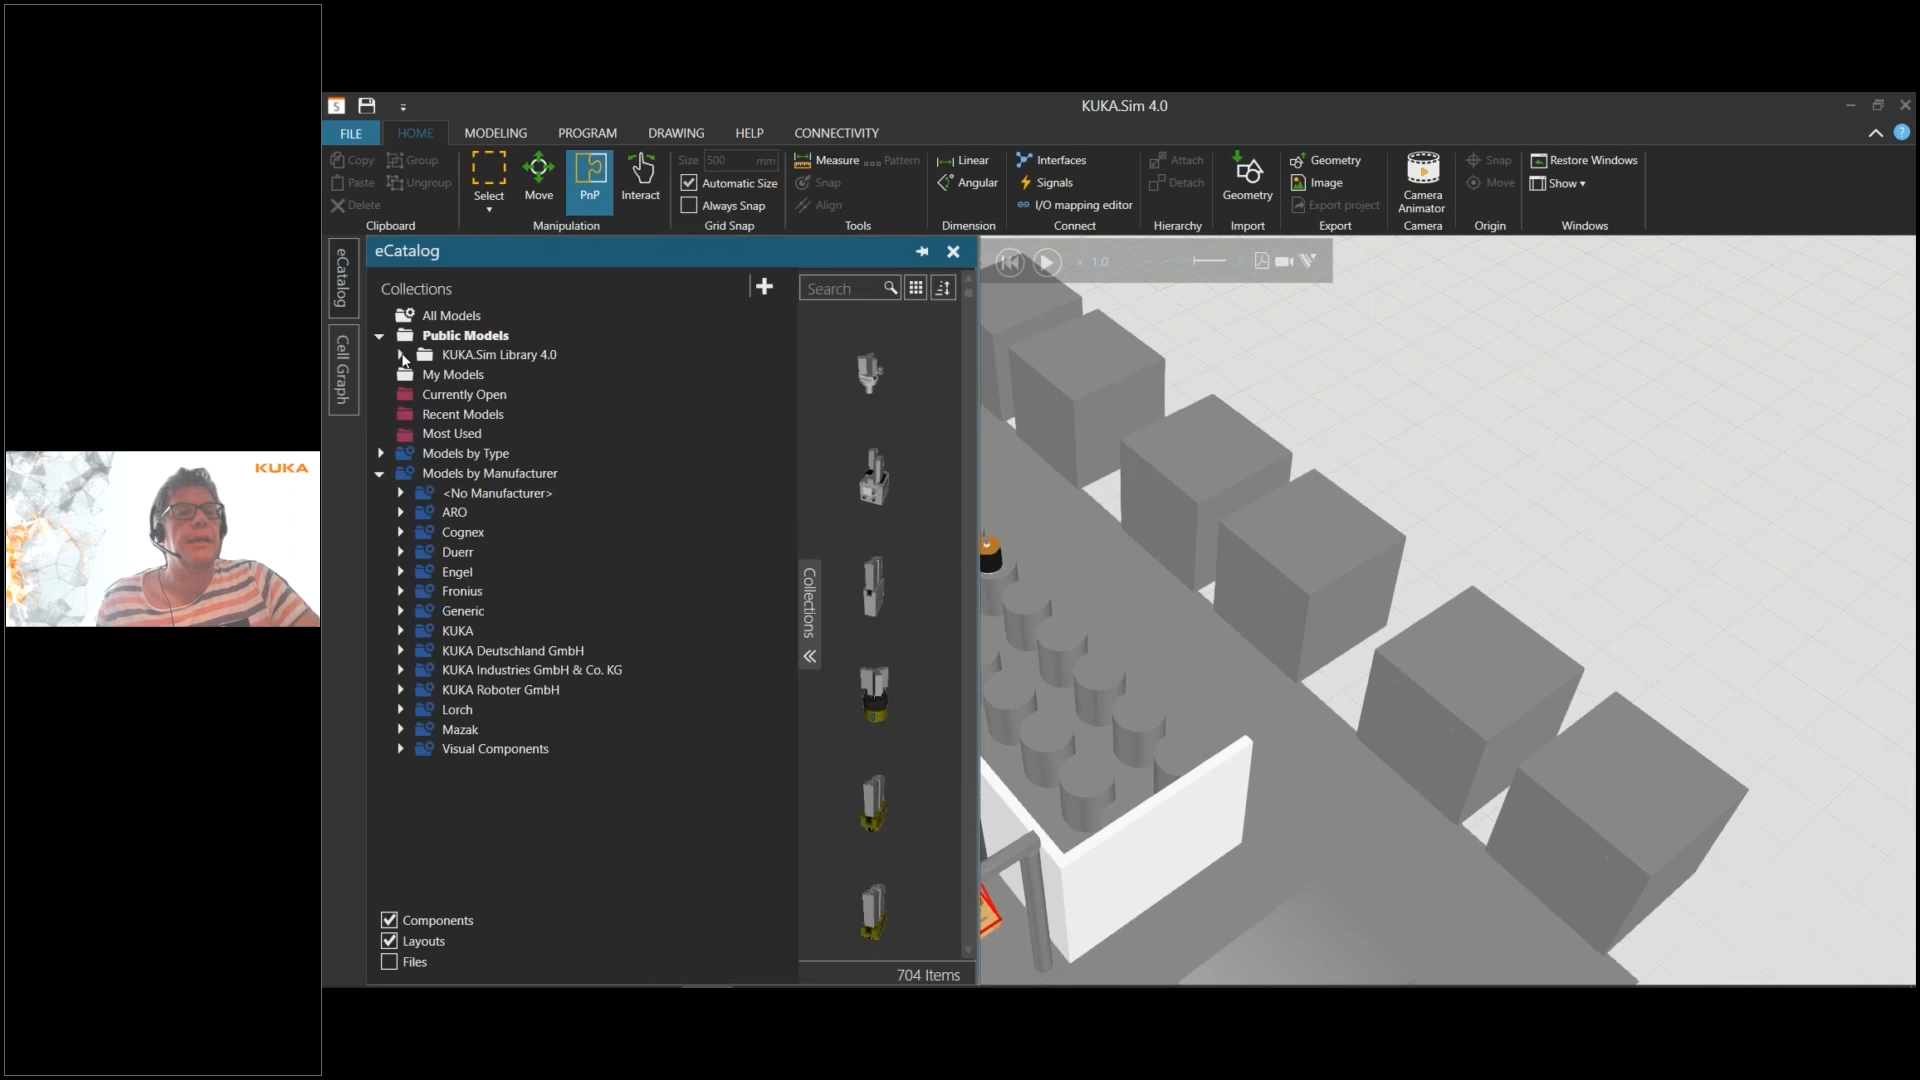 KUKA
S
KUKA.Sim 4.0
FILE
HOME
MODELING
PROGRAM
DRAWING
HELP
CONNECTIVITY
?
Copy
Group
Paste
Ungroup
Delete
Clipboard
Select
Move
PnP
Interact
Manipulation
Size 500 mm
Automatic Size
Always Snap
Grid Snap
Measure
Pattern
Snap
Align
Tools
Linear
Angular
Dimension
Interfaces
Signals
I/O mapping editor
Connect
Attach
Detach
Hierarchy
Geometry
Import
Geometry
Image
Export project
Export
Camera Animator
Camera
Snap
Move
Origin
Restore Windows
Show
Windows
eCatalog
Cell Graph
eCatalog
Collections
Search
x 1.0
All Models
Public Models
KUKA.Sim Library 4.0
My Models
Currently Open
Recent Models
Most Used
Models by Type
Models by Manufacturer
<No Manufacturer>
ARO
Cognex
Duerr
Engel
Fronius
Generic
KUKA
KUKA Deutschland GmbH
KUKA Industries GmbH & Co. KG
KUKA Roboter GmbH
Lorch
Mazak
Visual Components
Collections
Components
Layouts
Files
704 Items